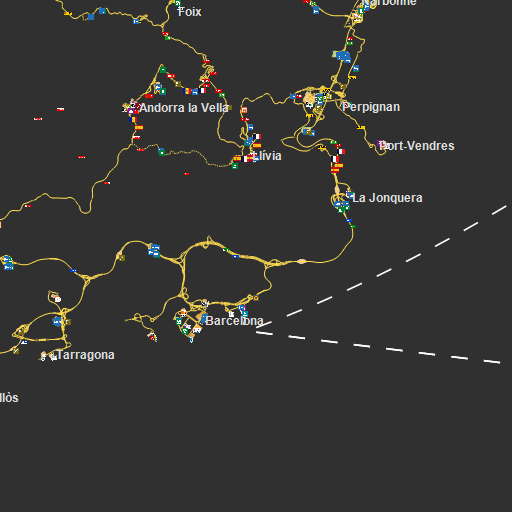 Narbonne
Foix
Andorra la Vella
Perpignan
Port-Vendres
Llívia
La Jonquera
Barcelona
Tarragona
llòs